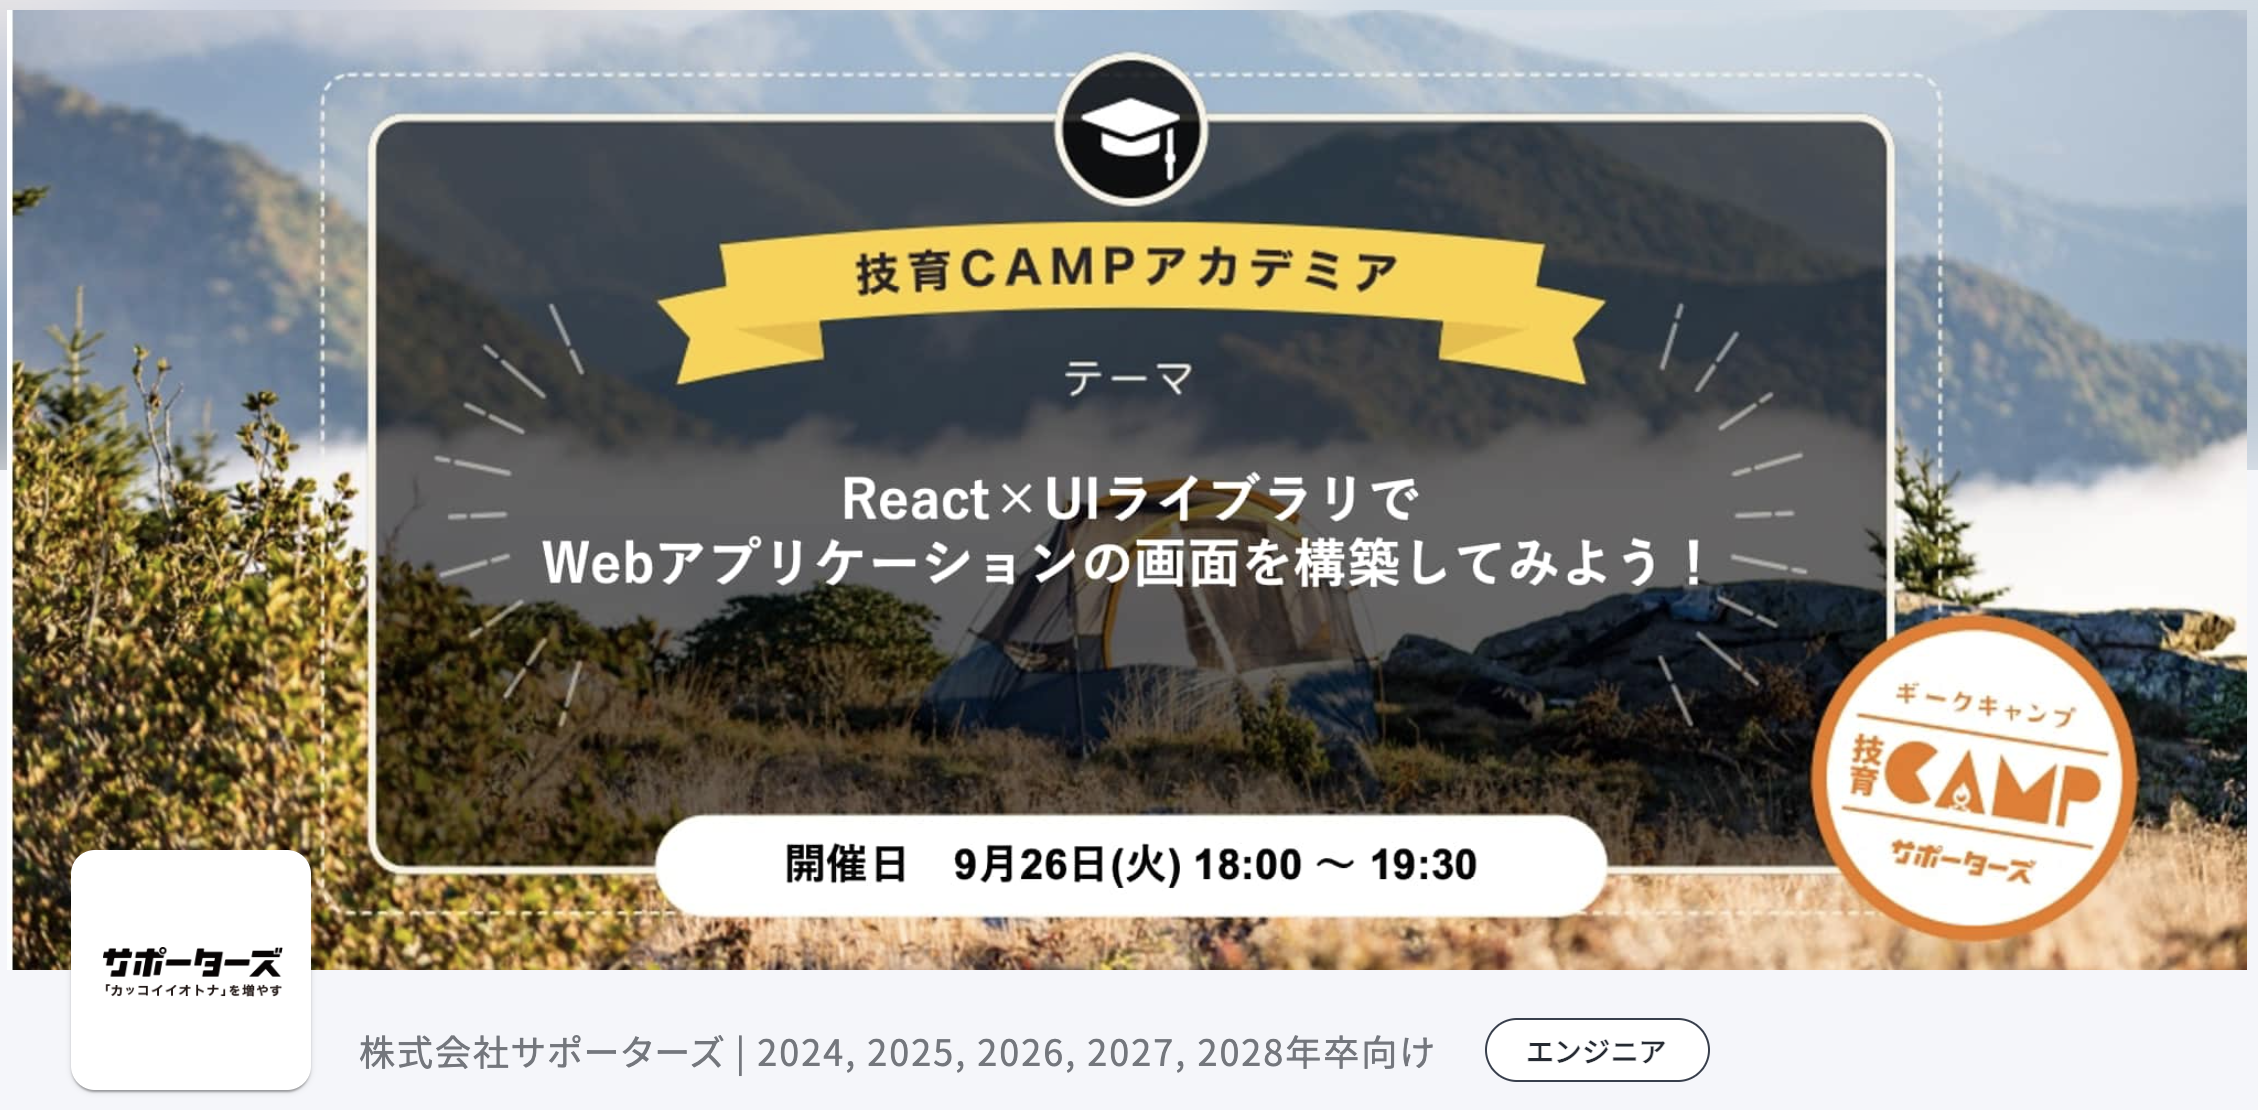 技育CAMPアカデミア
テーマ
React×UIライブラリで
Webアプリケーションの画面を構築してみよう！
開催日　9月26日(火) 18:00 ～ 19:30
ギークキャンプ
技育CAMP
サポーターズ
サポーターズ
「カッコイイオトナ」を増やす
株式会社サポーターズ | 2024, 2025, 2026, 2027, 2028年卒向け
エンジニア